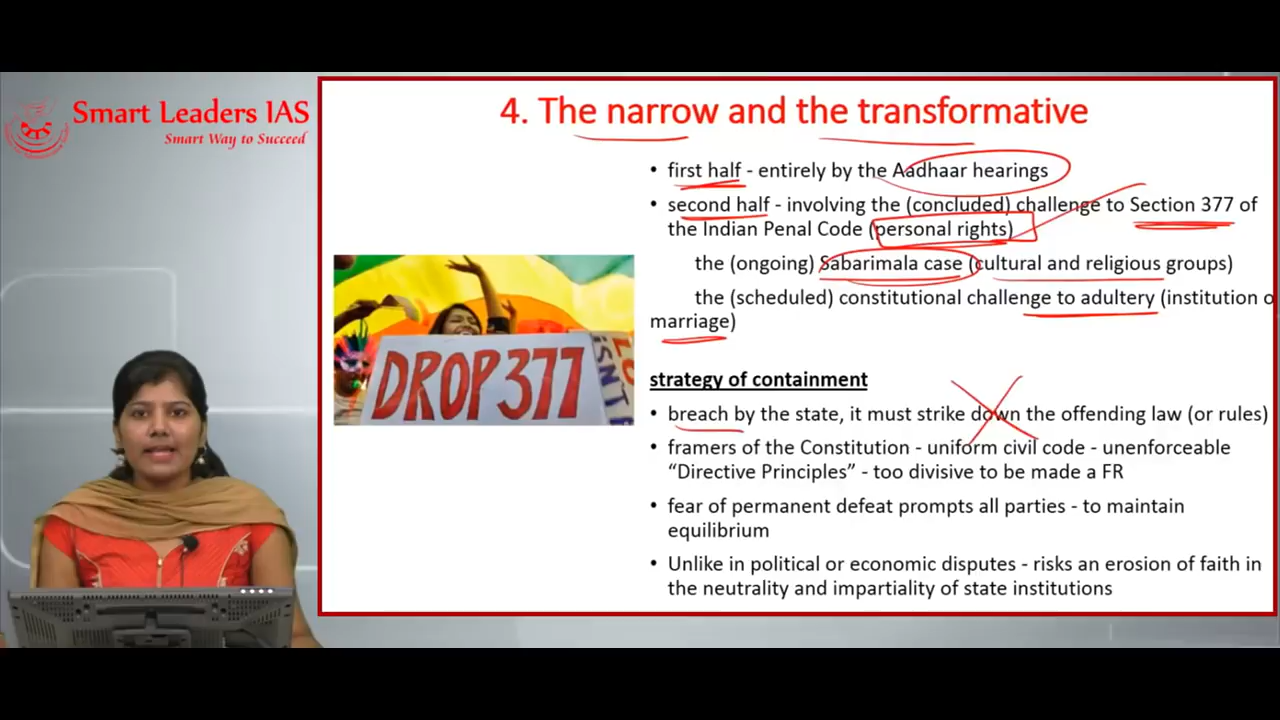 Smart Leaders IAS
Smart Way to Succeed
4. The narrow and the transformative
• first half - entirely by the Aadhaar hearings
• second half - involving the (concluded) challenge to Section 377 of
the Indian Penal Code (personal rights)
the (ongoing) Sabarimala case (cultural and religious groups)
the (scheduled) constitutional challenge to adultery (institution o
marriage)
DROP 377
ISN'T
strategy of containment
• breach by the state, it must strike down the offending law (or rules)
• framers of the Constitution - uniform civil code - unenforceable
“Directive Principles” - too divisive to be made a FR
• fear of permanent defeat prompts all parties - to maintain
equilibrium
• Unlike in political or economic disputes - risks an erosion of faith in
the neutrality and impartiality of state institutions